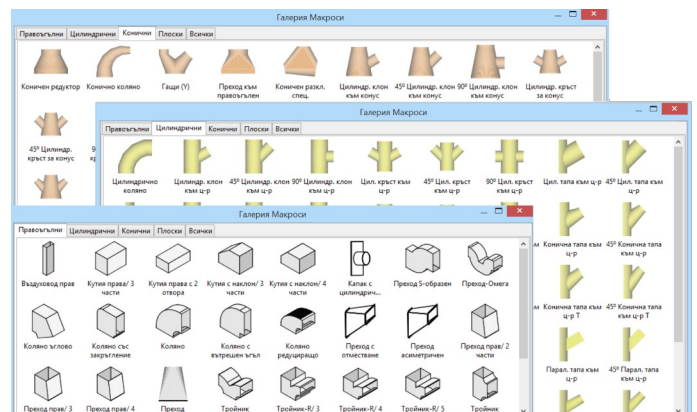 Галерия Макроси
Правоъгълни Цилиндрични Конични Плоски Всички
Коничен редуктор Конично коляно Гащи (Y) Преход към правоъгълен Коничен разкл. спец. Цилиндр. клон към конус 45º Цилиндр. клон към конус 90º Цилиндр. клон към конус Цилиндр. кръст за конус
45º Цилиндр. кръст за конус
Галерия Макроси
Правоъгълни Цилиндрични Конични Плоски Всички
Цилиндрично коляно Цилиндр. клон към ц-р 45º Цилиндр. клон към ц-р 90º Цилиндр. клон към ц-р Цил. кръст към ц-р 45º Цил. кръст към ц-р 90º Цил. кръст към ц-р Цил. тапа към ц-р 45º Цил. тапа към ц-р
Конична тапа към ц-р 45º Конична тапа към ц-р
Конична тапа към ц-р Т 45º Конична тапа към ц-р Т
Парал. тапа към ц-р 45º Парал. тапа към ц-р
Галерия Макроси
Правоъгълни Цилиндрични Конични Плоски Всички
Въздуховод прав Кутия права/ 3 части Кутия права с 2 отвора Кутия с наклон/ 3 части Кутия с наклон/ 4 части Капак с цилиндрич... Преход S-образен Преход-Омега
Коляно ъглово Коляно със закръгление Коляно Коляно с вътрешен ъгъл Коляно редуциращо Преход с отместване Преход асиметричен Преход прав/ 2 части
Преход прав/ 3 Преход прав/ 4 Преход Тройник Тройник-R/ 3 Тройник-R/ 4 Тройник-R/ 5 Тройник